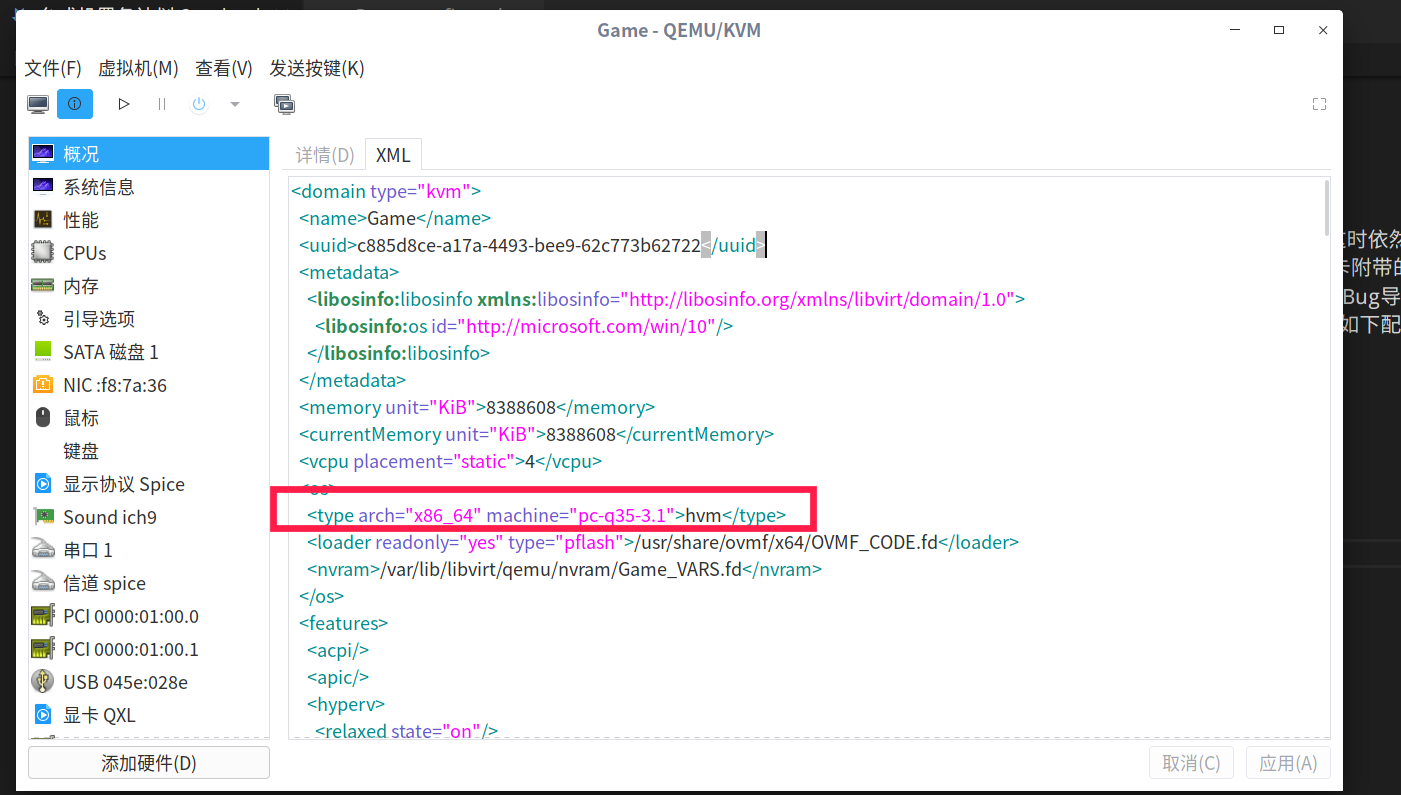 Game - QEMU/KVM
文件(F) 虚拟机(M) 查看(V) 发送按键(K)
概况
系统信息
性能
CPUs
内存
引导选项
SATA 磁盘 1
NIC :f8:7a:36
鼠标
键盘
显示协议 Spice
Sound ich9
串口 1
信道 spice
PCI 0000:01:00.0
PCI 0000:01:00.1
USB 045e:028e
显卡 QXL
添加硬件(D)
详情(D) XML
<domain type="kvm">
<name>Game</name>
<uuid>c885d8ce-a17a-4493-bee9-62c773b62722</uuid>
<metadata>
<libosinfo:libosinfo xmlns:libosinfo="http://libosinfo.org/xmlns/libvirt/domain/1.0">
<libosinfo:os id="http://microsoft.com/win/10"/>
</libosinfo:libosinfo>
</metadata>
<memory unit="KiB">8388608</memory>
<currentMemory unit="KiB">8388608</currentMemory>
<vcpu placement="static">4</vcpu>
<os>
<type arch="x86_64" machine="pc-q35-3.1">hvm</type>
<loader readonly="yes" type="pflash">/usr/share/ovmf/x64/OVMF_CODE.fd</loader>
<nvram>/var/lib/libvirt/qemu/nvram/Game_VARS.fd</nvram>
</os>
<features>
<acpi/>
<apic/>
<hyperv>
<relaxed state="on"/>
取消(C) 应用(A)
时依然
附带的
Bug导
如下配